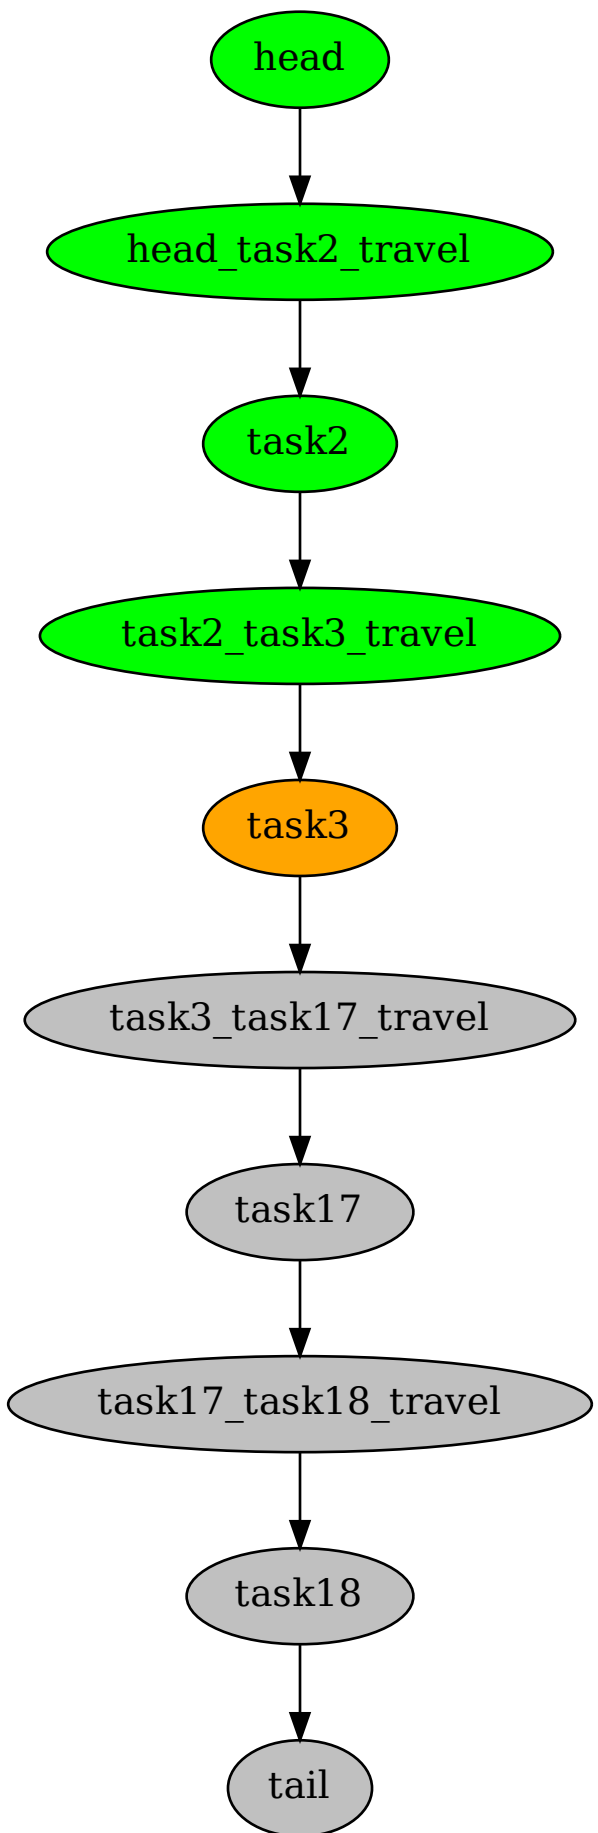 head
head_task2_travel
task2
task2_task3_travel
task3
task3_task17_travel
task17
task17_task18_travel
task18
tail